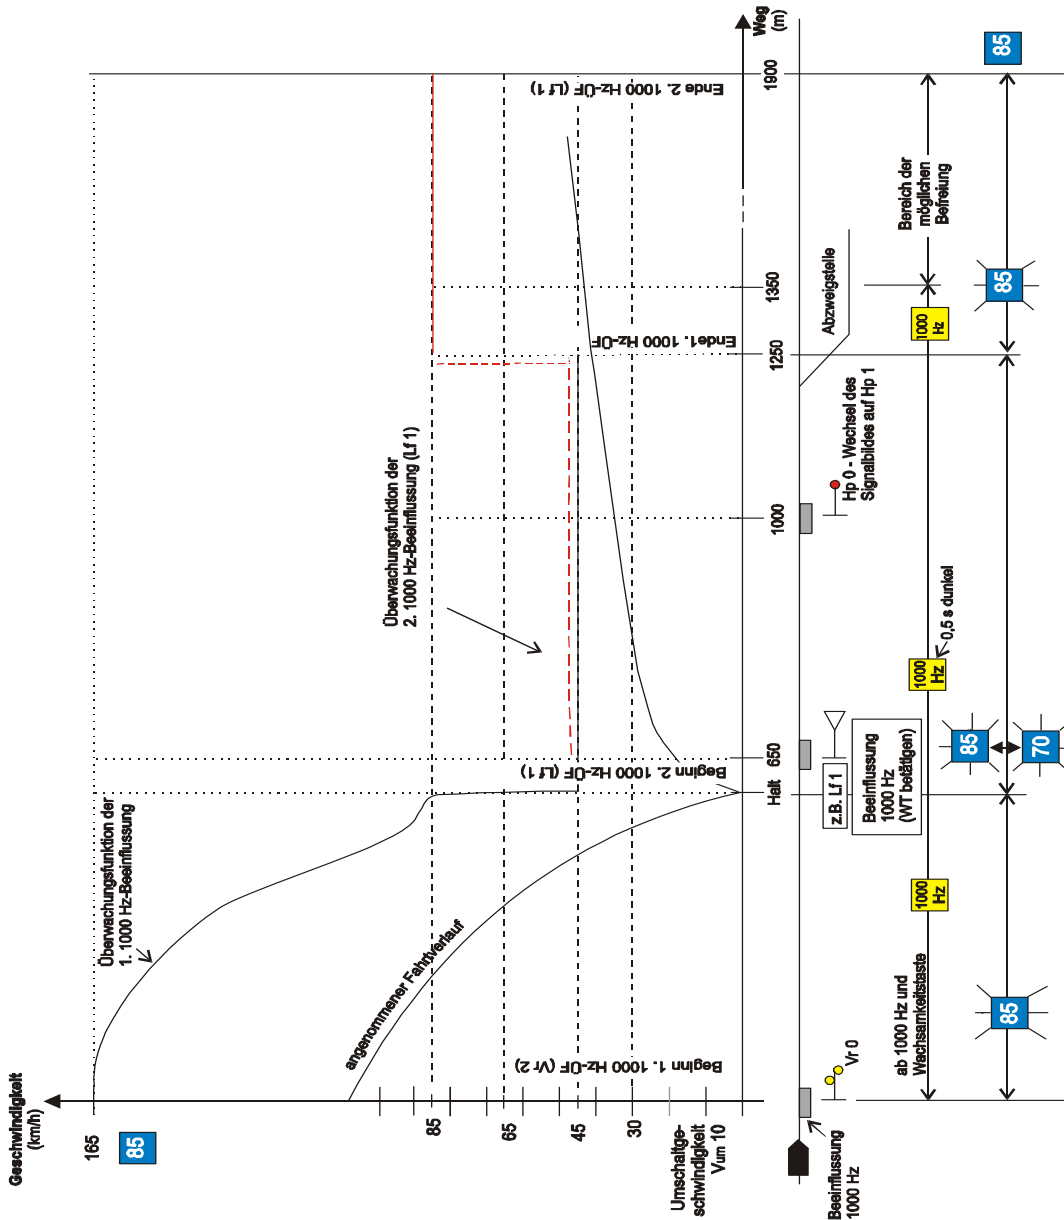 Geschwindigkeit
(km/h)
165
85
85
65
45
30
Umschaltge-
schwindigkeit
Vum 10
Überwachungsfunktion der
1. 1000 Hz-Beeinflussung
angenommener Fahrtverlauf
Beginn 1. 1000 Hz-ÜF (Vr 2)
Beginn 2. 1000 Hz-ÜF (Lf 1)
Überwachungsfunktion der
2. 1000 Hz-Beeinflussung (Lf 1)
Ende1. 1000 Hz-ÜF
Ende 2. 1000 Hz-ÜF (Lf 1)
Halt
650
1000
1250
1350
1900
Weg
(m)
Beeinflussung
1000 Hz
Vr 0
z.B. Lf 1
Beeinflussung
1000 Hz
(WT betätigen)
Hp 0 - Wechsel des
Signalbildes auf Hp 1
Abzweigstelle
ab 1000 Hz und
Wachsamkeitstaste
1000
Hz
1000
Hz
0,5 s dunkel
1000
Hz
Bereich der
möglichen
Befreiung
85
85
70
85
85